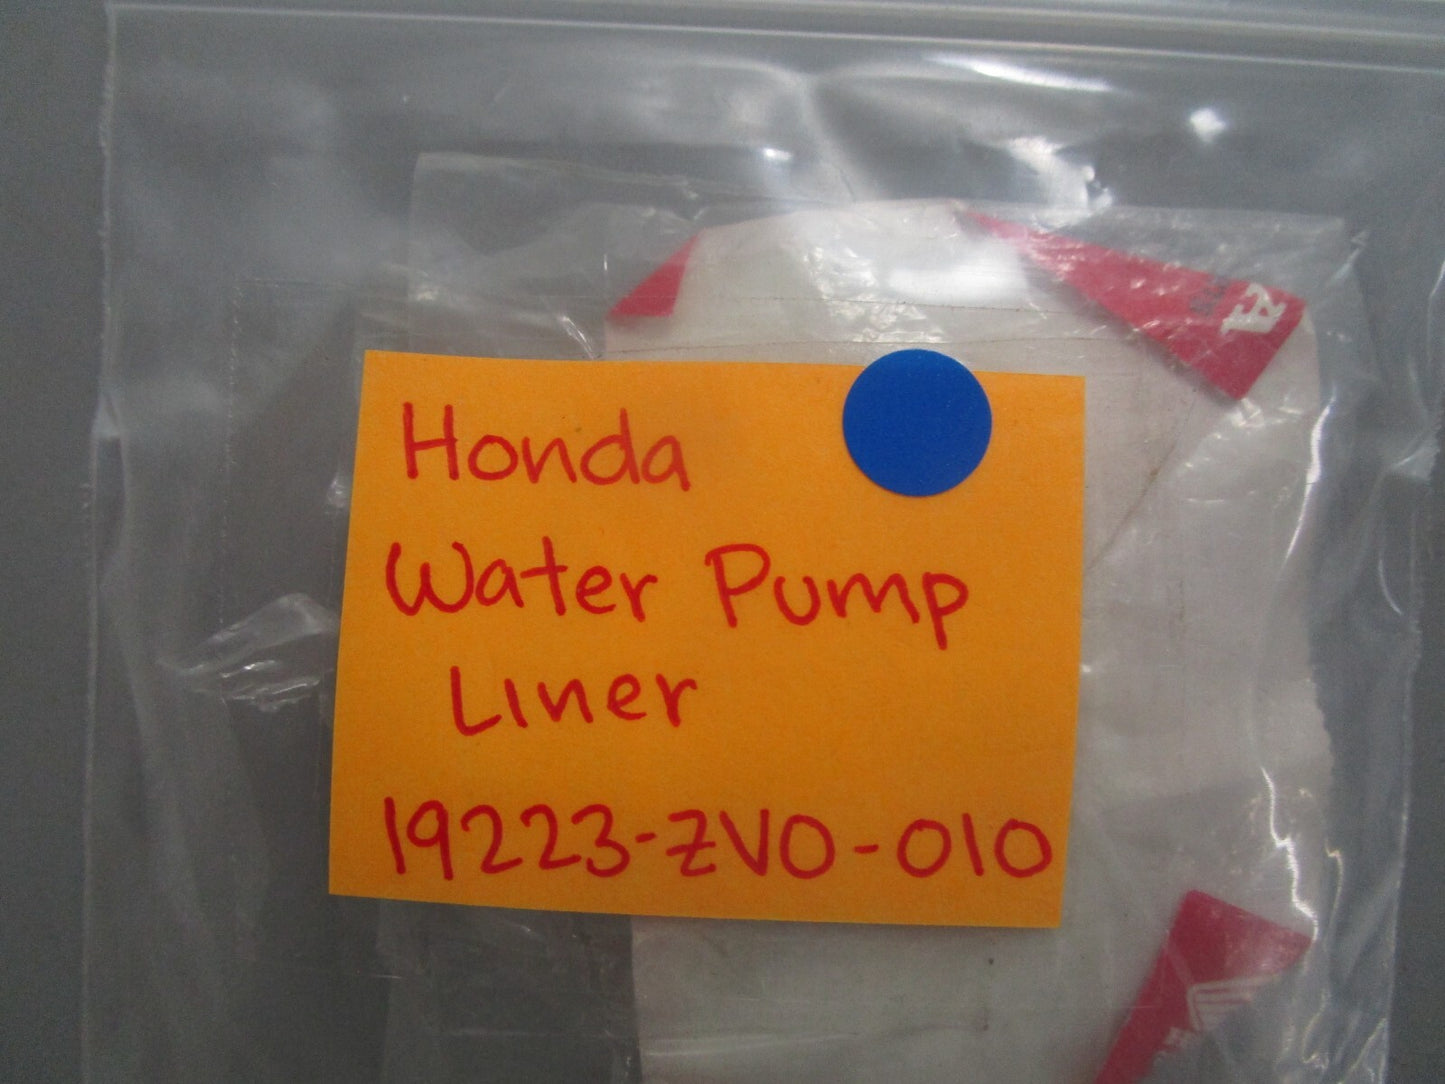 Honda
Water Pump
Liner
19223-ZV0-010